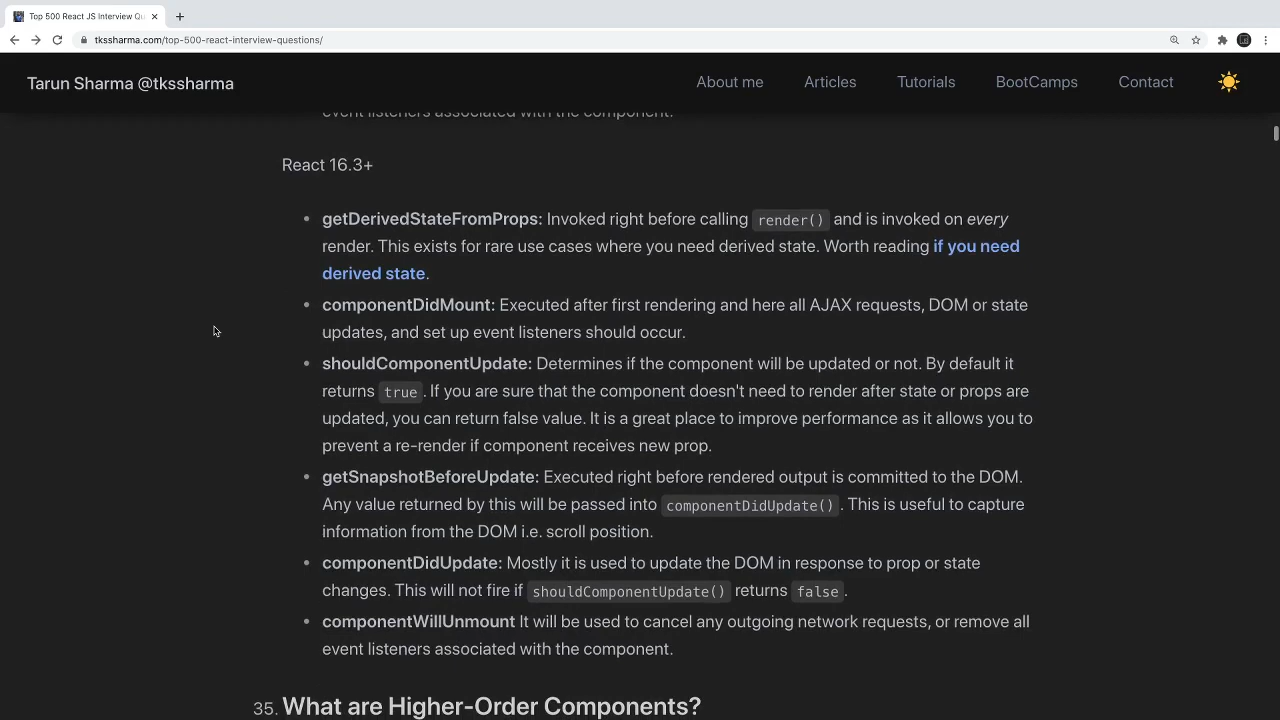 Top 500 React JS Interview Qu
tkssharma.com/top-500-react-interview-questions/
Tarun Sharma @tkssharma
About me
Articles
Tutorials
BootCamps
Contact
event listeners associated with the component.
React 16.3+
• getDerivedStateFromProps: Invoked right before calling render() and is invoked on every
render. This exists for rare use cases where you need derived state. Worth reading if you need
derived state.
• componentDidMount: Executed after first rendering and here all AJAX requests, DOM or state
updates, and set up event listeners should occur.
• shouldComponentUpdate: Determines if the component will be updated or not. By default it
returns true. If you are sure that the component doesn't need to render after state or props are
updated, you can return false value. It is a great place to improve performance as it allows you to
prevent a re-render if component receives new prop.
• getSnapshotBeforeUpdate: Executed right before rendered output is committed to the DOM.
Any value returned by this will be passed into componentDidUpdate(). This is useful to capture
information from the DOM i.e. scroll position.
• componentDidUpdate: Mostly it is used to update the DOM in response to prop or state
changes. This will not fire if shouldComponentUpdate() returns false.
• componentWillUnmount It will be used to cancel any outgoing network requests, or remove all
event listeners associated with the component.
35. What are Higher-Order Components?